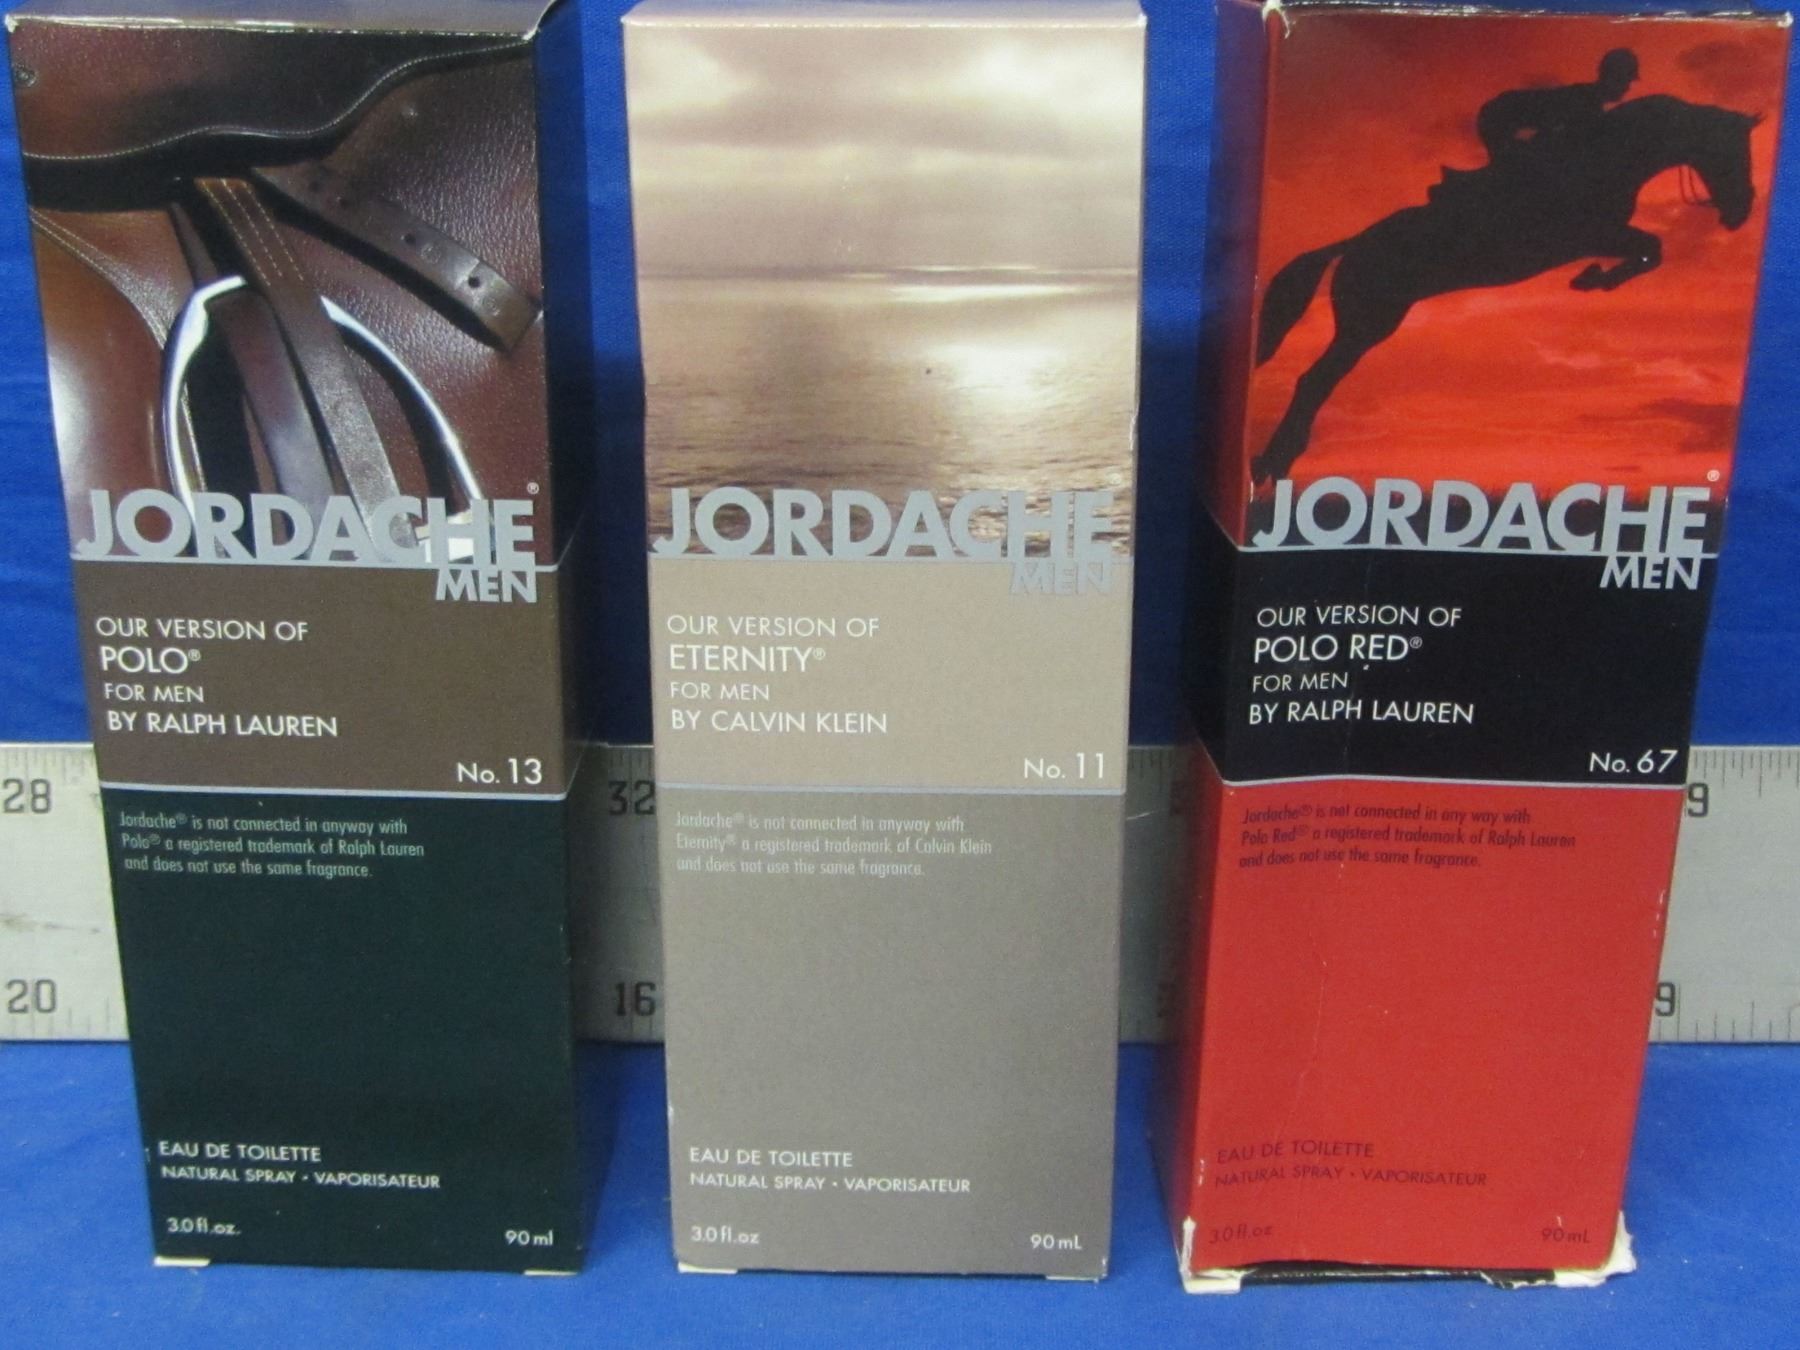 JORDACHE®
MEN
OUR VERSION OF
POLO®
FOR MEN
BY RALPH LAUREN
No. 13
Jordache® is not connected in anyway with
Polo® a registered trademark of Ralph Lauren
and does not use the same fragrance.
EAU DE TOILETTE
NATURAL SPRAY • VAPORISATEUR
3.0 fl.oz.
90 ml
JORDACHE®
MEN
OUR VERSION OF
ETERNITY®
FOR MEN
BY CALVIN KLEIN
No. 11
Jordache® is not connected in anyway with
Eternity® a registered trademark of Calvin Klein
and does not use the same fragrance.
EAU DE TOILETTE
NATURAL SPRAY • VAPORISATEUR
3.0 fl.oz
90 mL
JORDACHE®
MEN
OUR VERSION OF
POLO RED®
FOR MEN
BY RALPH LAUREN
No. 67
Jordache® is not connected in any way with
Polo Red® a registered trademark of Ralph Lauren
and does not use the same fragrance.
EAU DE TOILETTE
NATURAL SPRAY • VAPORISATEUR
3.0 fl.oz
90 mL
28
32
9
20
16
9